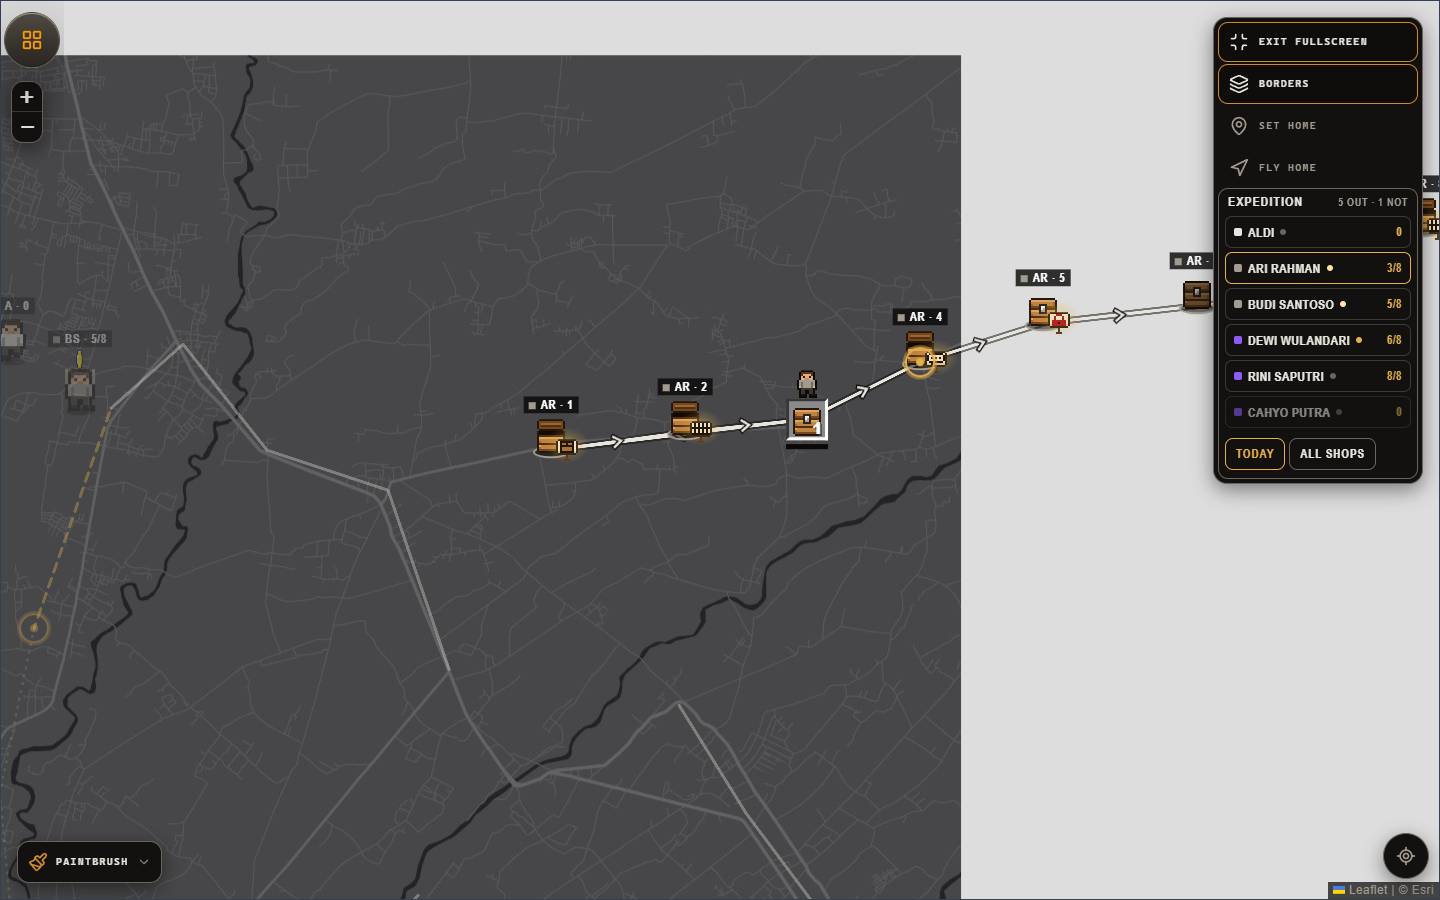 EXIT FULLSCREEN
BORDERS
SET HOME
FLY HOME
EXPEDITION 5 OUT · 1 NOT
ALDI 0
ARI RAHMAN 3/8
BUDI SANTOSO 5/8
DEWI WULANDARI 6/8
RINI SAPUTRI 8/8
CAHYO PUTRA 0
TODAY ALL SHOPS
+
−
A · 0
BS · 5/8
AR · 1
AR · 2
1
AR · 4
AR · 5
AR ·
PAINTBRUSH
Leaflet | © Esri